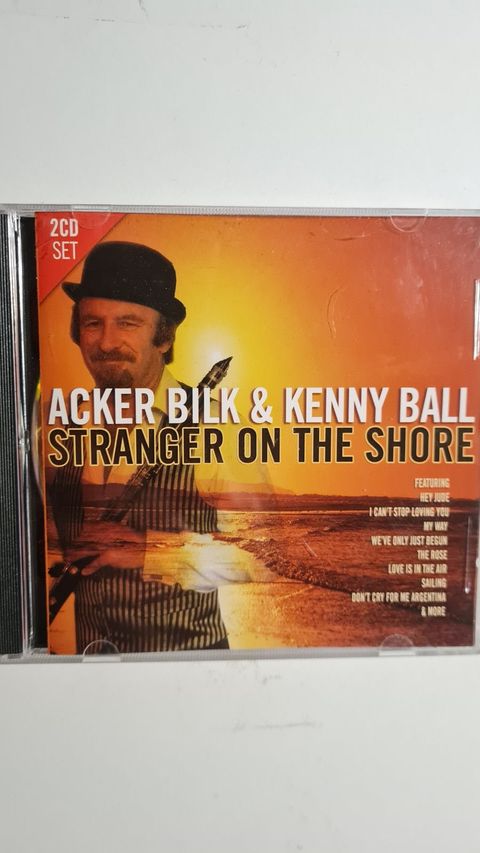 2CD
SET
ACKER BILK & KENNY BALL
STRANGER ON THE SHORE
FEATURING
HEY JUDE
I CAN'T STOP LOVING YOU
MY WAY
WE'VE ONLY JUST BEGUN
THE ROSE
LOVE IS IN THE AIR
SAILING
DON'T CRY FOR ME ARGENTINA
& MORE